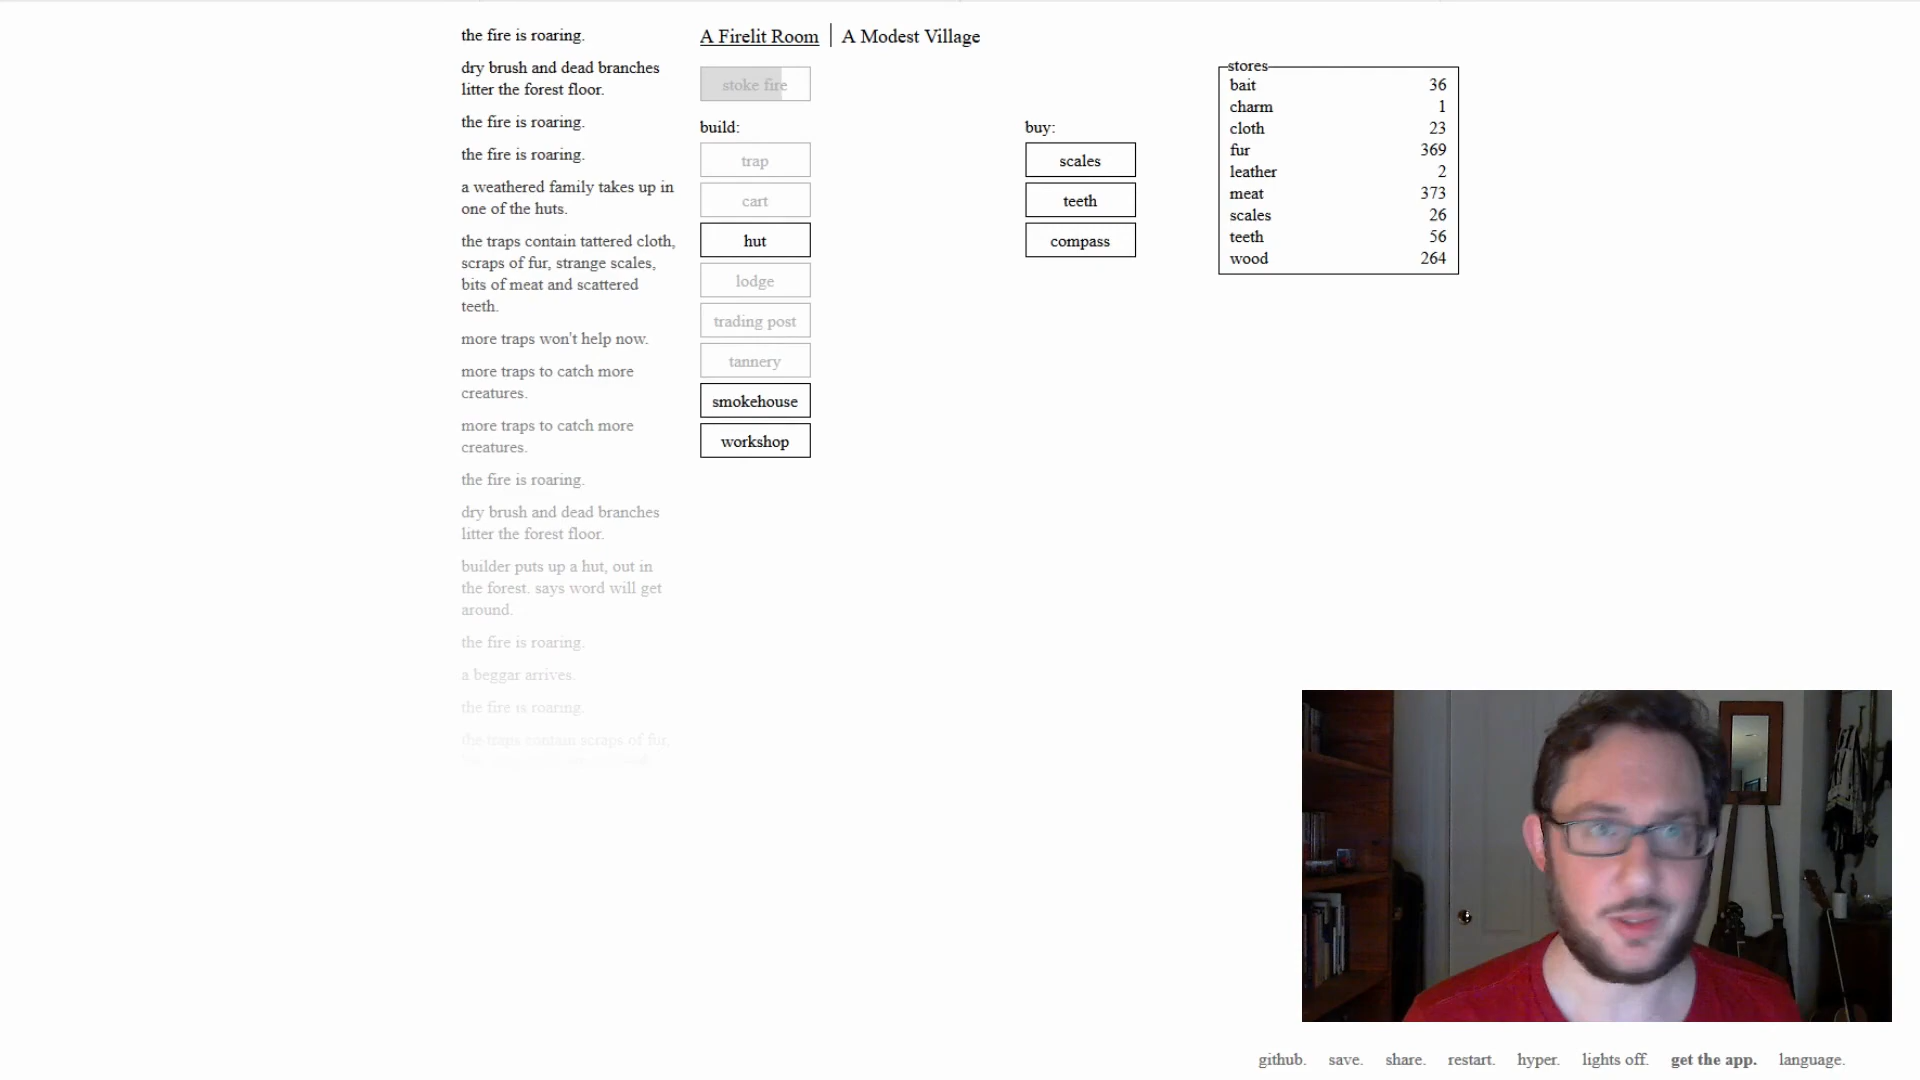 the fire is roaring.
dry brush and dead branches
litter the forest floor.
the fire is roaring.
the fire is roaring.
a weathered family takes up in
one of the huts.
the traps contain tattered cloth,
scraps of fur, strange scales,
bits of meat and scattered
teeth.
more traps won't help now.
more traps to catch more
creatures.
more traps to catch more
creatures.
the fire is roaring.
dry brush and dead branches
litter the forest floor.
builder puts up a hut, out in
the forest. says word will get
around.
the fire is roaring.
a beggar arrives.
the fire is roaring.
the traps contain scraps of fur,
A Firelit Room | A Modest Village
stoke fire
build:
trap
cart
hut
lodge
trading post
tannery
smokehouse
workshop
buy:
scales
teeth
compass
stores
bait 36
charm 1
cloth 23
fur 369
leather 2
meat 373
scales 26
teeth 56
wood 264
github. save. share. restart. hyper. lights off. get the app. language.